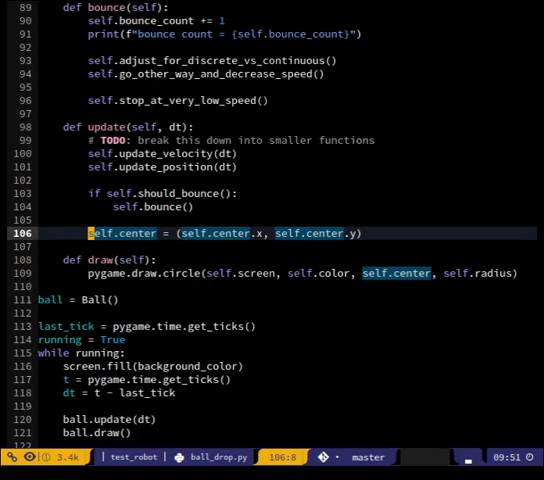 89 def bounce(self):
90 self.bounce_count += 1
91 print(f"bounce count = {self.bounce_count}")
92
93 self.adjust_for_discrete_vs_continuous()
94 self.go_other_way_and_decrease_speed()
95
96 self.stop_at_very_low_speed()
97
98 def update(self, dt):
99 # TODO: break this down into smaller functions
100 self.update_velocity(dt)
101 self.update_position(dt)
102
103 if self.should_bounce():
104 self.bounce()
105
106 self.center = (self.center.x, self.center.y)
107
108 def draw(self):
109 pygame.draw.circle(self.screen, self.color, self.center, self.radius)
110
111 ball = Ball()
112
113 last_tick = pygame.time.get_ticks()
114 running = True
115 while running:
116 screen.fill(background_color)
117 t = pygame.time.get_ticks()
118 dt = t - last_tick
119
120 ball.update(dt)
121 ball.draw()
122
3.4k | test_robot ball_drop.py 106:8 master 09:51